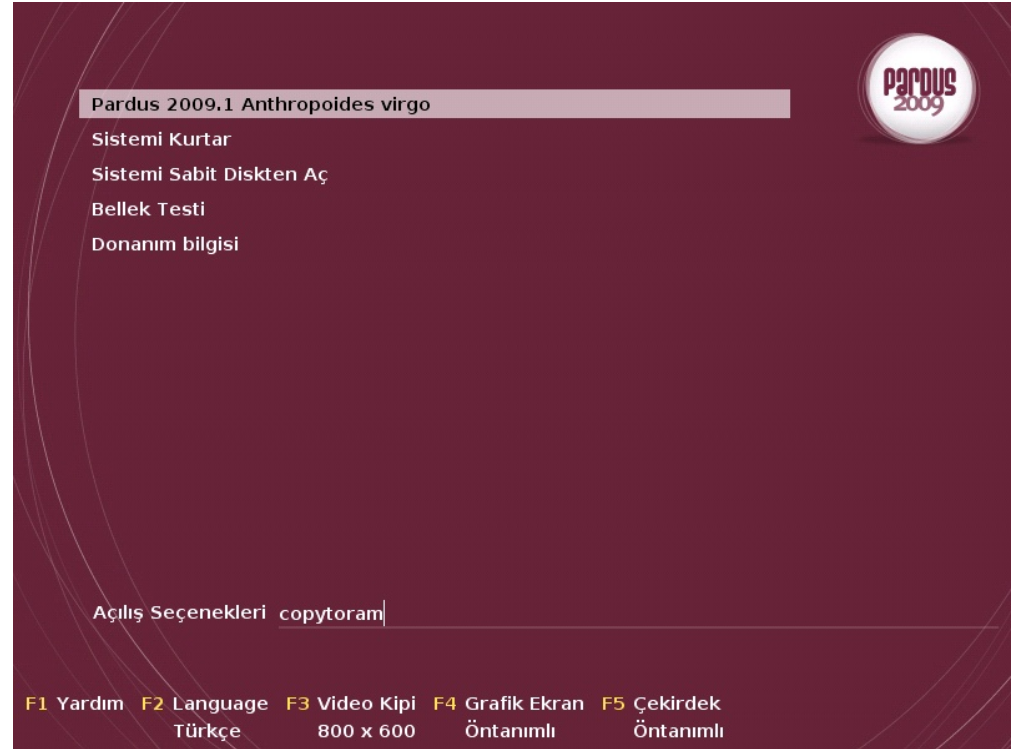 PARDUS
2009
Pardus 2009.1 Anthropoides virgo
Sistemi Kurtar
Sistemi Sabit Diskten Aç
Bellek Testi
Donanım bilgisi
Açılış Seçenekleri copytoram
F1 Yardım F2 Language F3 Video Kipi F4 Grafik Ekran F5 Çekirdek
Türkçe 800 x 600 Öntanımlı Öntanımlı